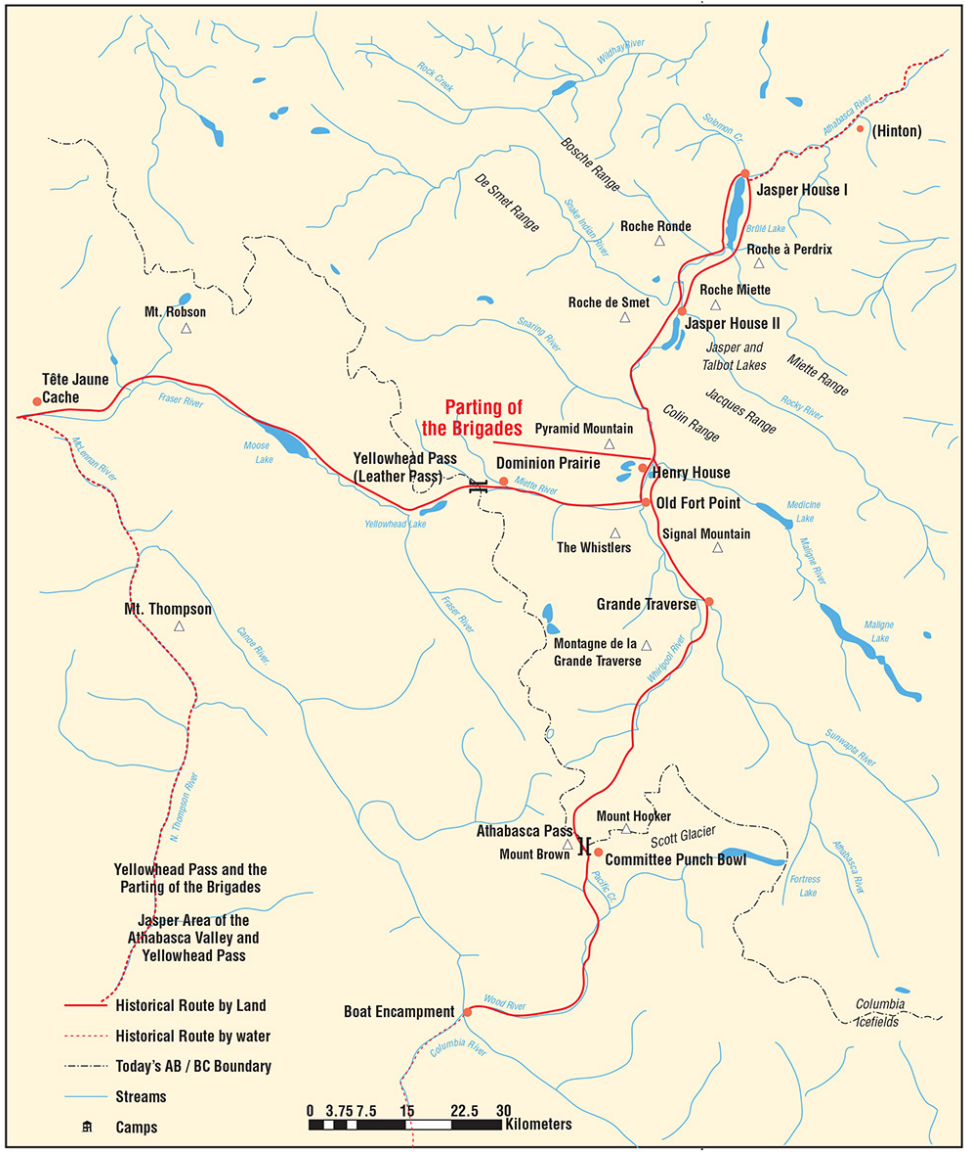 Rock Creek
Wildhay River
Solomon Cr.
Athabasca River
(Hinton)
Bosche Range
De Smet Range
Jasper House I
Snake Indian River
Roche Ronde
Brûlé Lake
Roche à Perdrix
Roche Miette
Mt. Robson
Roche de Smet
Jasper House II
Snaring River
Jasper and
Talbot Lakes
Miette Range
Tête Jaune
Cache
Fraser River
Jacques Range
Rocky River
Colin Range
Parting of
the Brigades
Pyramid Mountain
Moose
Lake
McLennan River
Yellowhead Pass
(Leather Pass)
Dominion Prairie
Miette River
Henry House
Old Fort Point
Medicine
Lake
Yellowhead Lake
The Whistlers
Signal Mountain
Maligne River
Mt. Thompson
Canoe River.
Fraser River
Grande Traverse
Maligne
Lake
Montagne de la
Grande Traverse
Whirlpool River
Sunwapta River
N. Thompson River
Athabasca Pass
Mount Hooker
Scott Glacier
Mount Brown
Committee Punch Bowl
Pacific Cr.
Fortress
Lake
Athabasca River
Yellowhead Pass and the
Parting of the Brigades
Jasper Area of the
Athabasca Valley and
Yellowhead Pass
Boat Encampment
Wood River
Columbia River
Columbia
Icefields
Historical Route by Land
Historical Route by water
Today's AB / BC Boundary
Streams
Camps
0 3.75 7.5 15 22.5 30
Kilometers